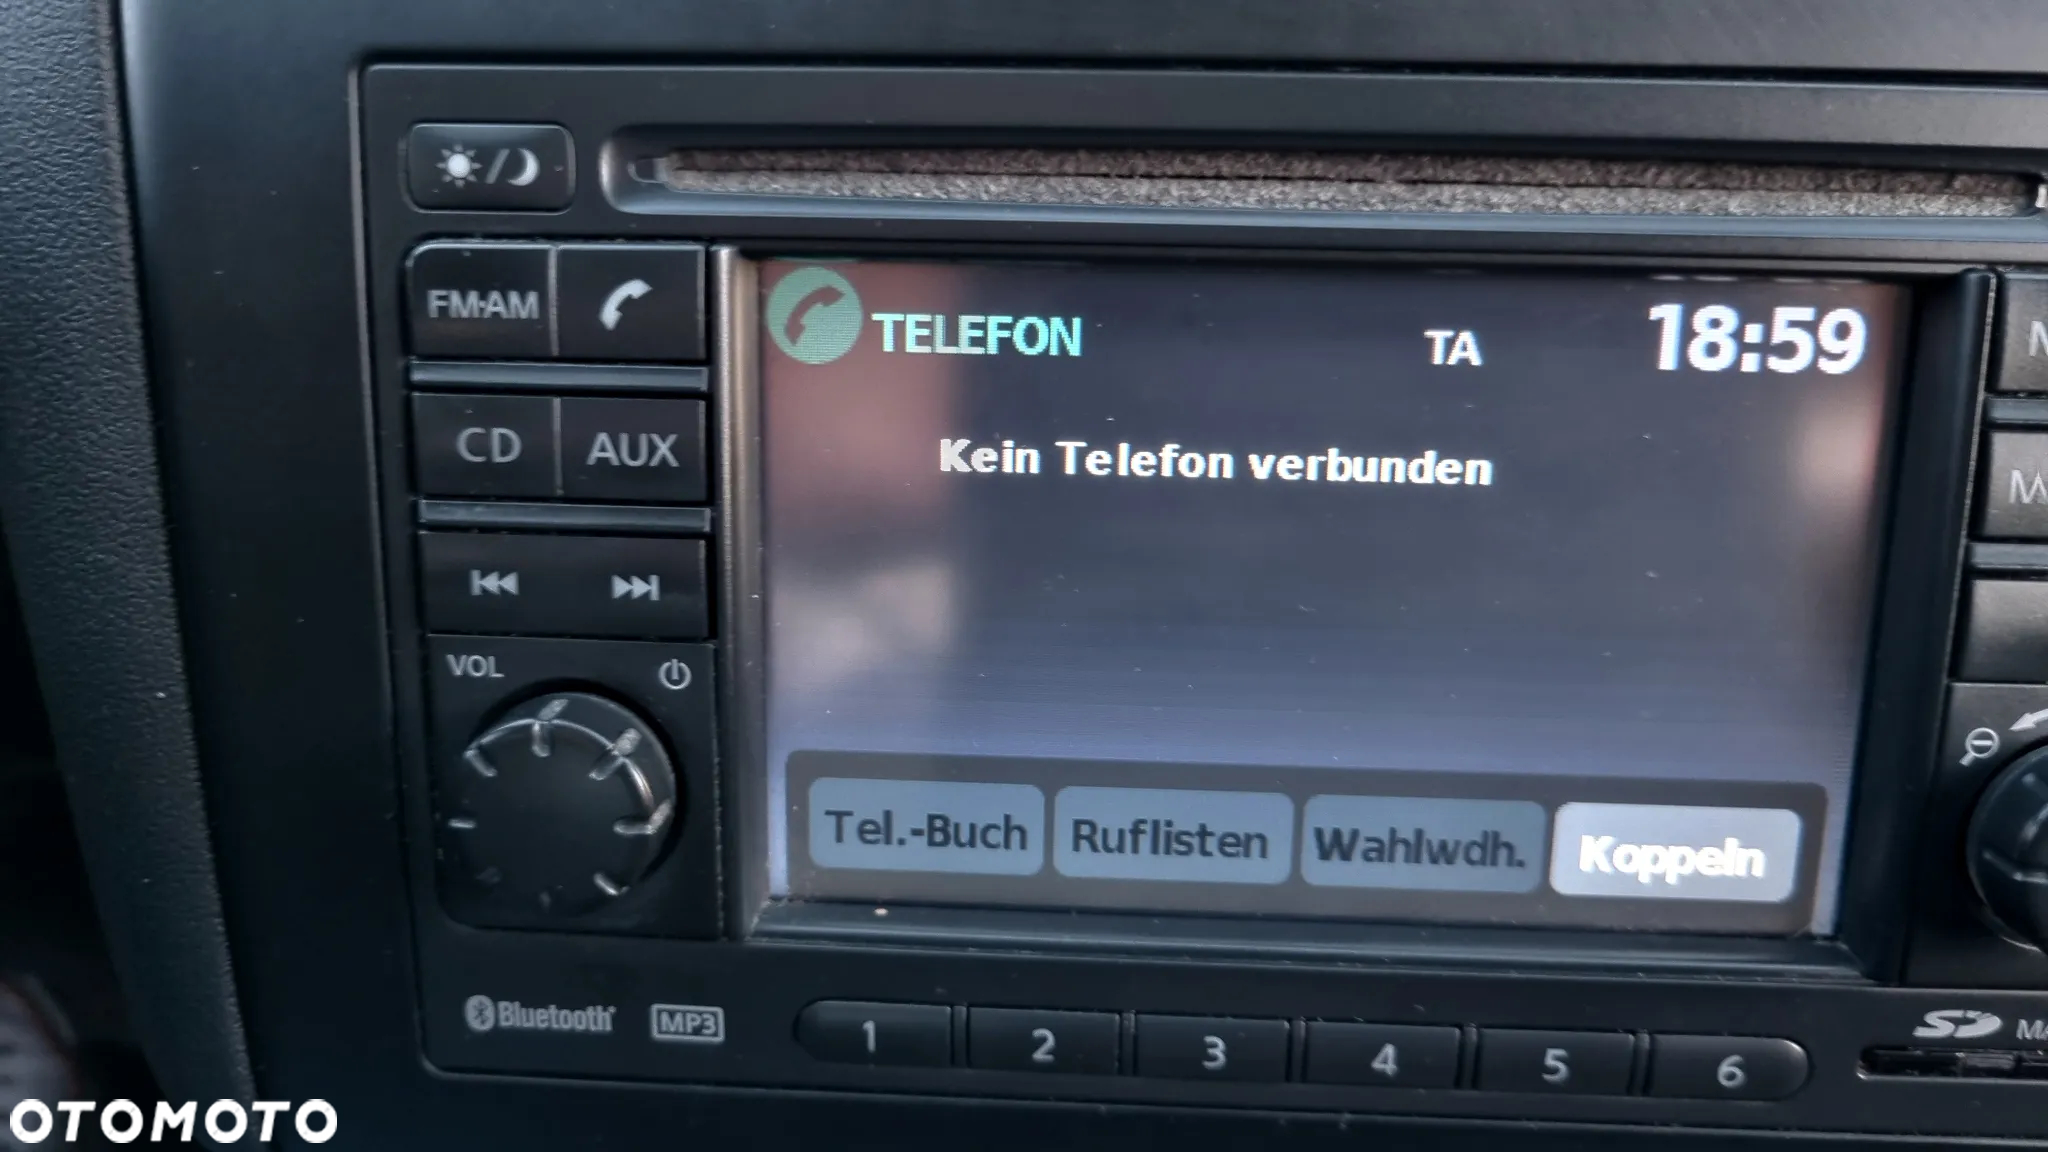 FM·AM
TELEFON
TA
18:59
CD
AUX
Kein Telefon verbunden
VOL
Tel.-Buch
Ruflisten
Wahlwdh.
Koppeln
Bluetooth
MP3
1
2
3
4
5
6
SD
OTOMOTO